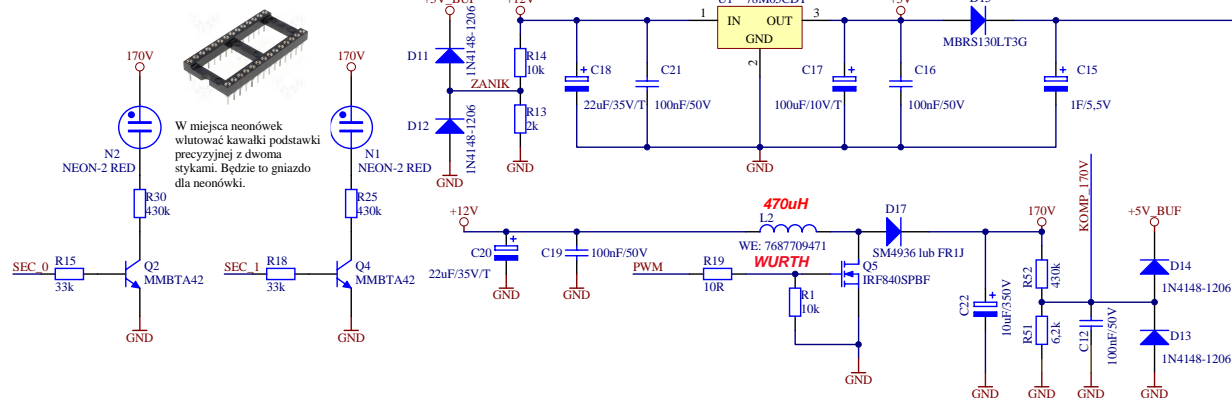 170V
N2
NEON-2 RED
R30
430k
SEC_0
R15
33k
Q2
MMBTA42
GND
W miejsca neonówek
wlutować kawałki podstawki
precyzyjnej z dwoma
stykami. Będzie to gniazdo
dla neonówki.
170V
N1
NEON-2 RED
R25
430k
SEC_1
R18
33k
Q4
MMBTA42
GND
+5V_BUF
D11
1N4148-1206
ZANIK
D12
1N4148-1206
GND
+12V
R14
10k
R13
2k
GND
C18
22uF/35V/T
C21
100nF/50V
1
IN
OUT
3
GND
2
GND
C17
100uF/10V/T
C16
100nF/50V
MBRS130LT3G
C15
1F/5,5V
+12V
C20
22uF/35V/T
GND
C19
100nF/50V
GND
470uH
L2
WE: 7687709471
WURTH
PWM
R19
10R
R1
10k
Q5
IRF840SPBF
GND
D17
SM4936 lub FR1J
C22
10uF/350V
GND
170V
R52
430k
R51
6,2k
GND
KOMP_170V
C12
100nF/50V
GND
+5V_BUF
D14
1N4148-1206
D13
1N4148-1206
GND